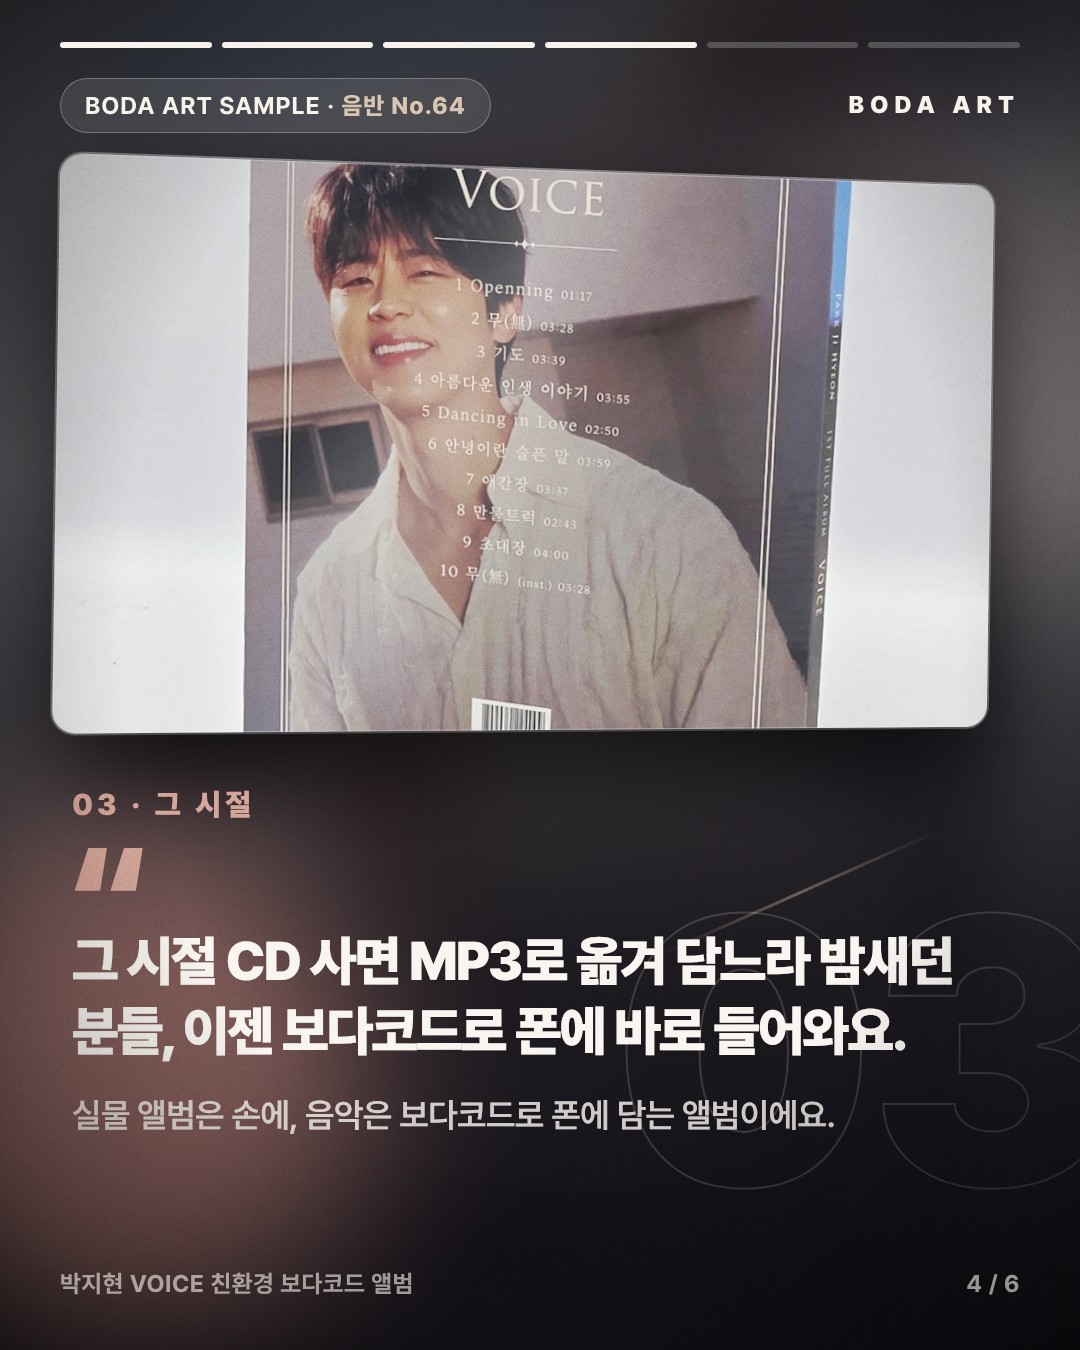 BODA ART SAMPLE · 음반 No.64
BODA ART
VOICE
1 Openning 01:17
2 무(無) 03:28
3 기도 03:39
4 아름다운 인생 이야기 03:55
5 Dancing in Love 02:50
6 안녕이란 슬픈 말 03:59
7 애간장 03:37
8 만물트럭 02:43
9 초대장 04:00
10 무(無) (inst.) 03:28
PARK JI HYEON 1ST FULL ALBUM VOICE
03 · 그 시절
"
그 시절 CD 사면 MP3로 옮겨 담느라 밤새던
분들, 이젠 보다코드로 폰에 바로 들어와요.
실물 앨범은 손에, 음악은 보다코드로 폰에 담는 앨범이에요.
03
박지현 VOICE 친환경 보다코드 앨범
4 / 6